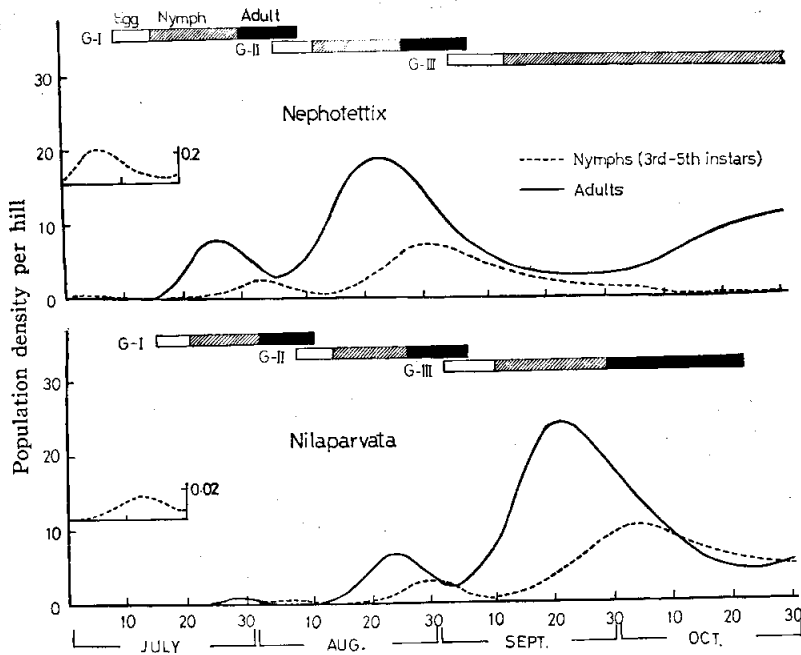 Egg Nymph Adult
G-I
G-II
G-III
30
20
10
0
Nephotettix
0.2
Nymphs (3rd-5th instars)
Adults
Population density per hill
G-I
G-II
G-III
30
20
10
0
Nilaparvata
0.02
10 20 30 10 20 30 10 20 30 10 20 30
JULY AUG. SEPT. OCT.